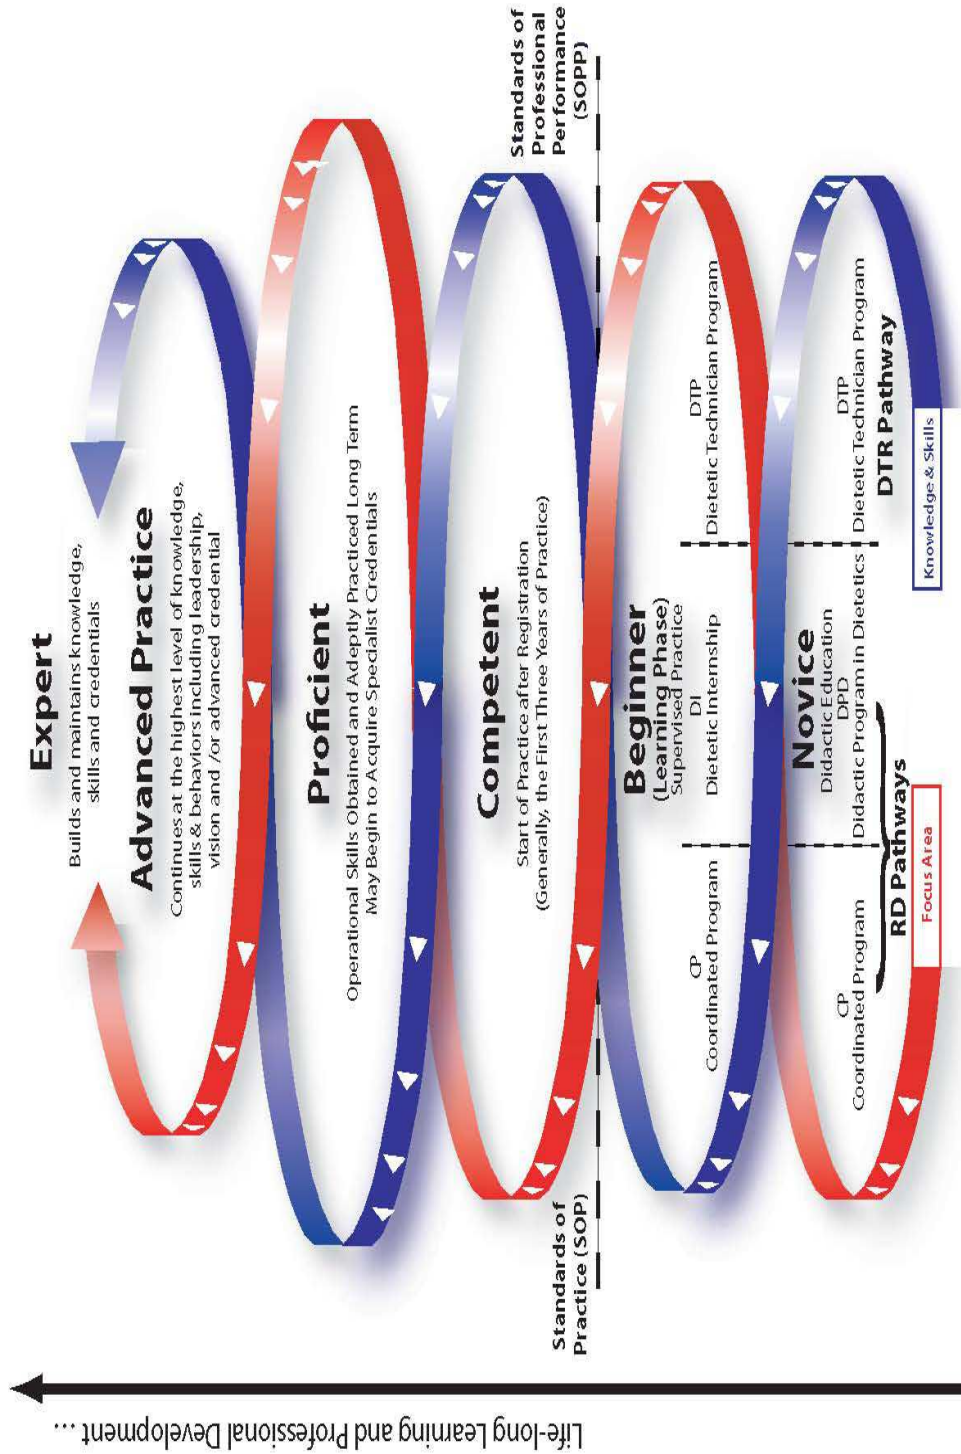 Life-long Learning and Professional Development ...
Expert
Builds and maintains knowledge,
skills and credentials
Advanced Practice
Continues at the highest level of knowledge,
skills & behaviors including leadership,
vision and /or advanced credential
Proficient
Operational Skills Obtained and Adeptly Practiced Long Term
May Begin to Acquire Specialist Credentials
Competent
Start of Practice after Registration
(Generally, the First Three Years of Practice)
Standards of
Practice (SOP)
Standards of
Professional
Performance
(SOPP)
Beginner
(Learning Phase)
Supervised Practice
CP
Coordinated Program
DI
Dietetic Internship
DTP
Dietetic Technician Program
Novice
Didactic Education
CP
Coordinated Program
DPD
Didactic Program in Dietetics
DTP
Dietetic Technician Program
RD Pathways
DTR Pathway
Focus Area
Knowledge & Skills